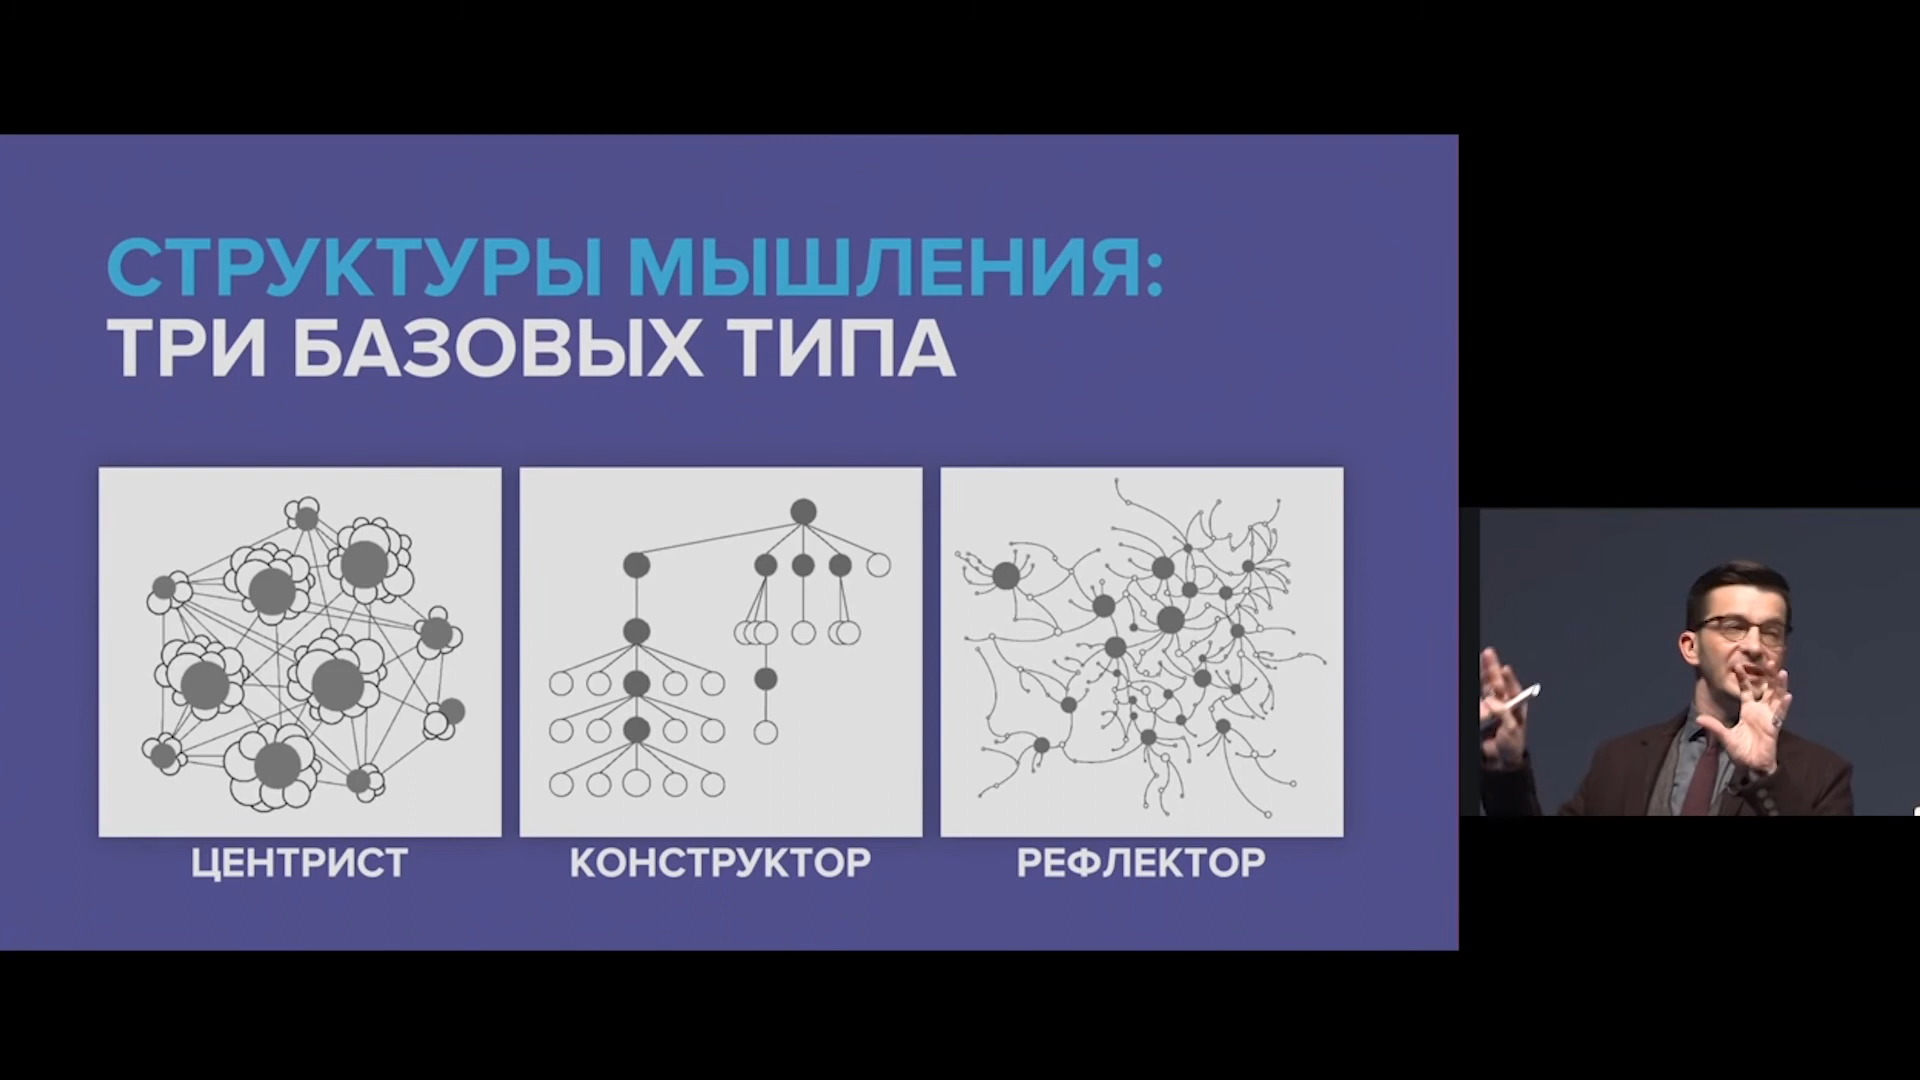 СТРУКТУРЫ МЫШЛЕНИЯ:
ТРИ БАЗОВЫХ ТИПА
ЦЕНТРИСТ
КОНСТРУКТОР
РЕФЛЕКТОР